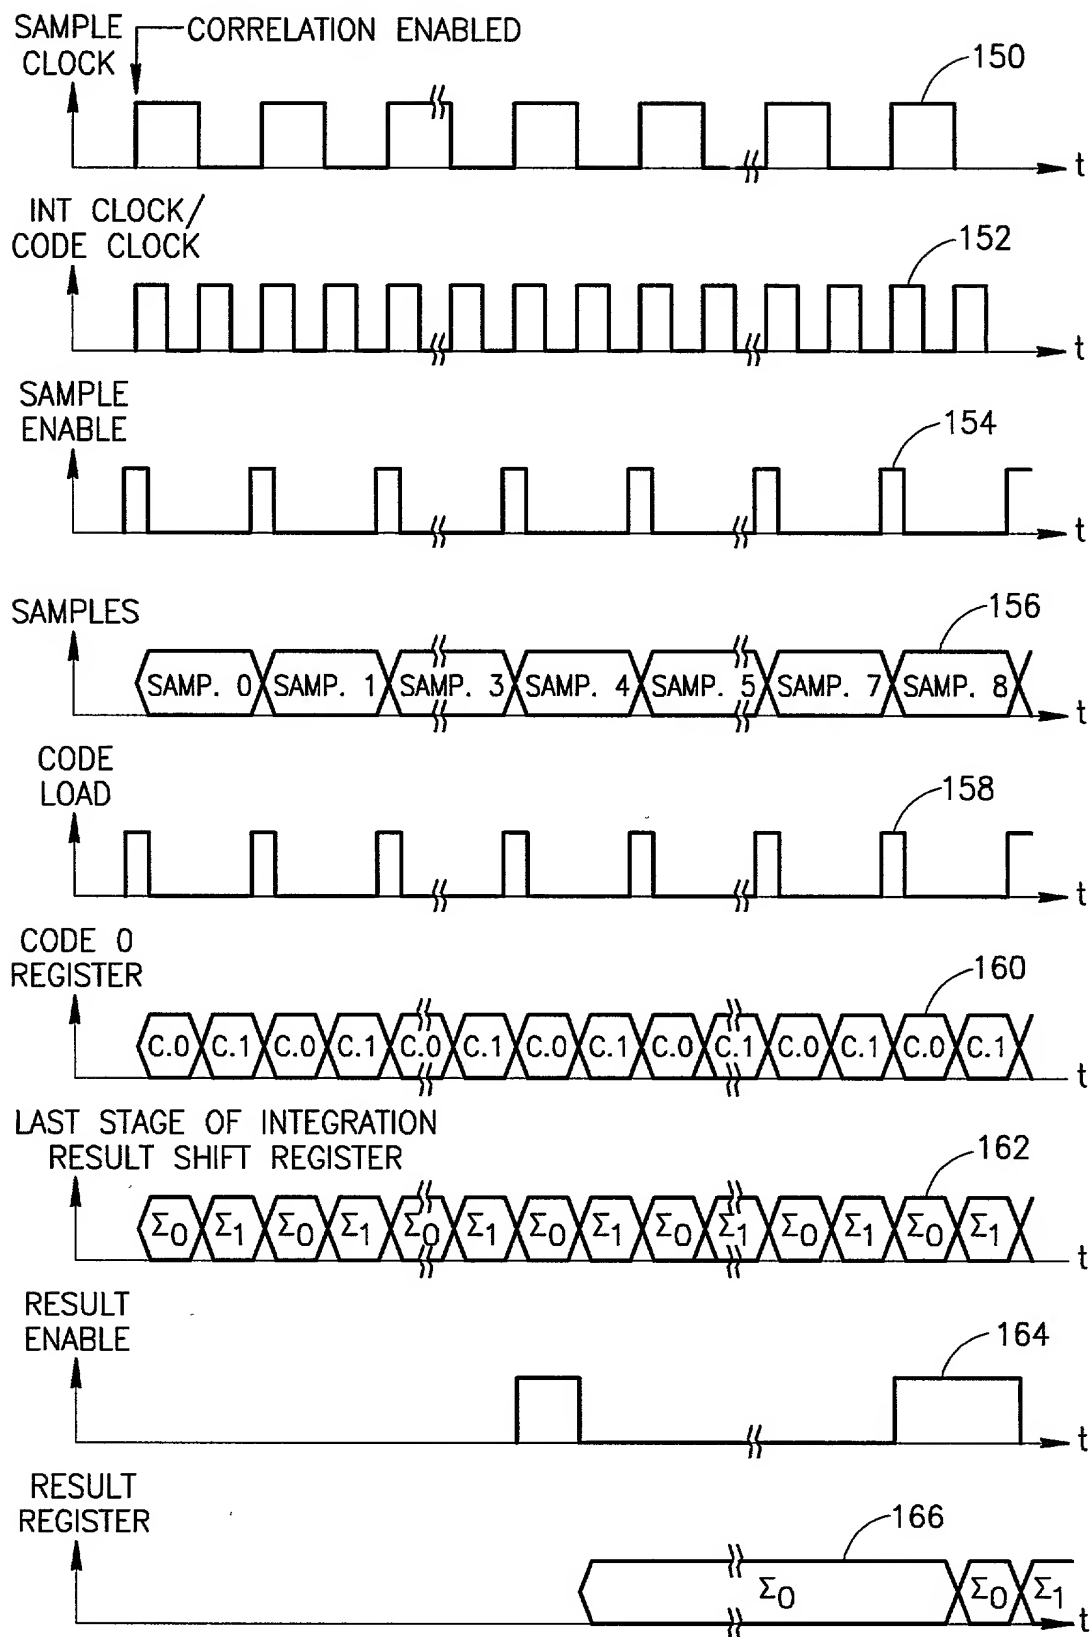 SAMPLE
CLOCK
CORRELATION ENABLED
150
t
INT CLOCK/
CODE CLOCK
152
t
SAMPLE
ENABLE
154
t
SAMPLES
156
SAMP. 0 SAMP. 1 SAMP. 3 SAMP. 4 SAMP. 5 SAMP. 7 SAMP. 8
t
CODE
LOAD
158
t
CODE 0
REGISTER
160
C.0 C.1 C.0 C.1 C.0 C.1 C.0 C.1 C.0 C.1 C.0 C.1 C.0 C.1
t
LAST STAGE OF INTEGRATION
RESULT SHIFT REGISTER
162
Σ0 Σ1 Σ0 Σ1 Σ0 Σ1 Σ0 Σ1 Σ0 Σ1 Σ0 Σ1 Σ0 Σ1
t
RESULT
ENABLE
164
t
RESULT
REGISTER
166
Σ0 Σ0 Σ1
t